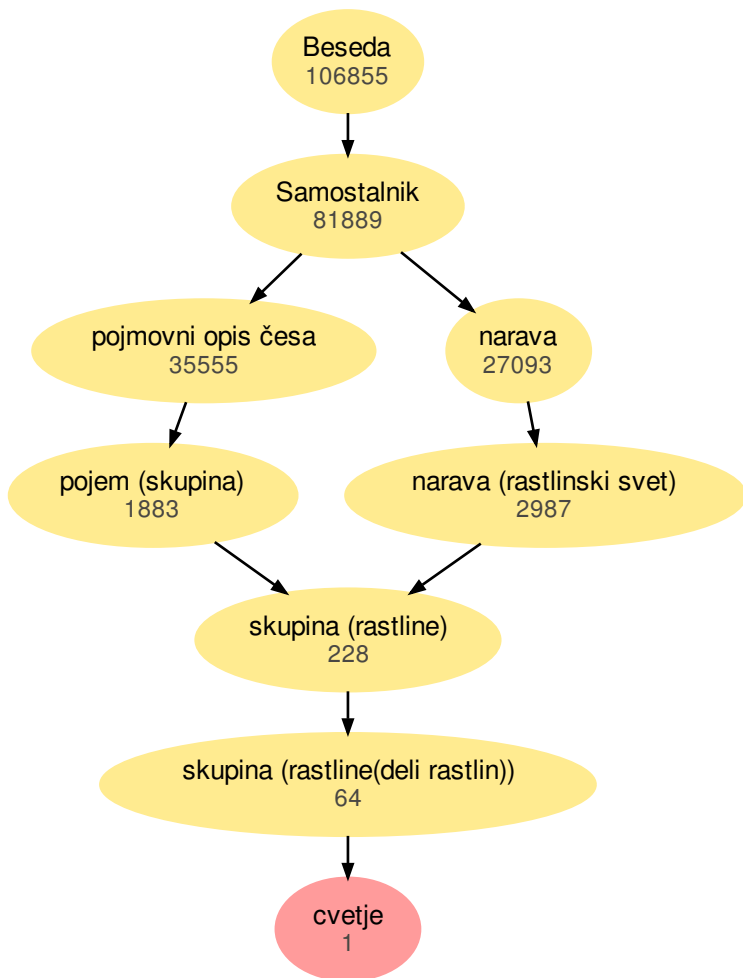 Beseda
106855
Samostalnik
81889
pojmovni opis česa
35555
narava
27093
pojem (skupina)
1883
narava (rastlinski svet)
2987
skupina (rastline)
228
skupina (rastline(deli rastlin))
64
cvetje
1